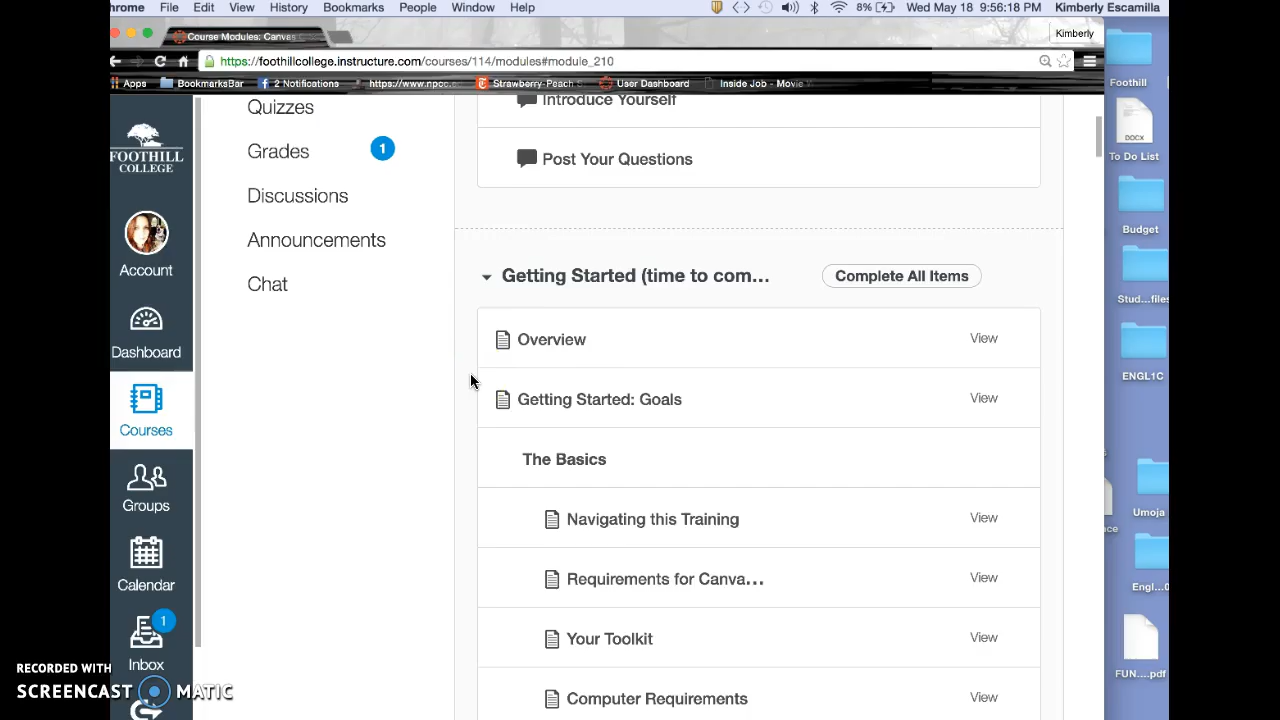 hrome File Edit View History Bookmarks People Window Help 8% Wed May 18 9:56:18 PM Kimberly Escamilla
Course Modules: Canvas Kimberly
https://foothillcollege.instructure.com/courses/114/modules#module_210
Apps BookmarksBar 2 Notifications https://www.npcc. Strawberry-Peach S User Dashboard Inside Job - Movie
Foothill
DOCX
To Do List
Budget
Stud...files
ENGL1C
Umoja
Engl...0
FUN....pdf
FOOTHILL
COLLEGE
Account
Dashboard
Courses
Groups
Calendar
1
Inbox
Quizzes
Grades 1
Discussions
Announcements
Chat
Introduce Yourself
Post Your Questions
Getting Started (time to com... Complete All Items
Overview View
Getting Started: Goals View
The Basics
Navigating this Training View
Requirements for Canva... View
Your Toolkit View
Computer Requirements View
RECORDED WITH
SCREENCAST MATIC